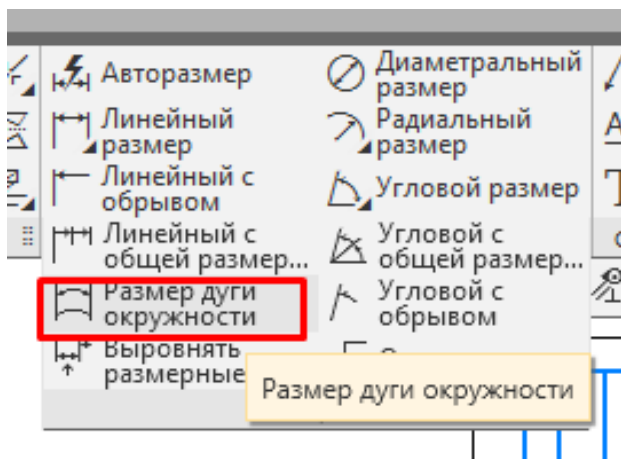 Авторазмер
Диаметральный
размер
Линейный
размер
Радиальный
размер
Линейный с
обрывом
Угловой размер
Линейный с
общей размер...
Угловой с
общей размер...
Размер дуги
окружности
Угловой с
обрывом
Выровнять
размерные
Размер дуги окружности